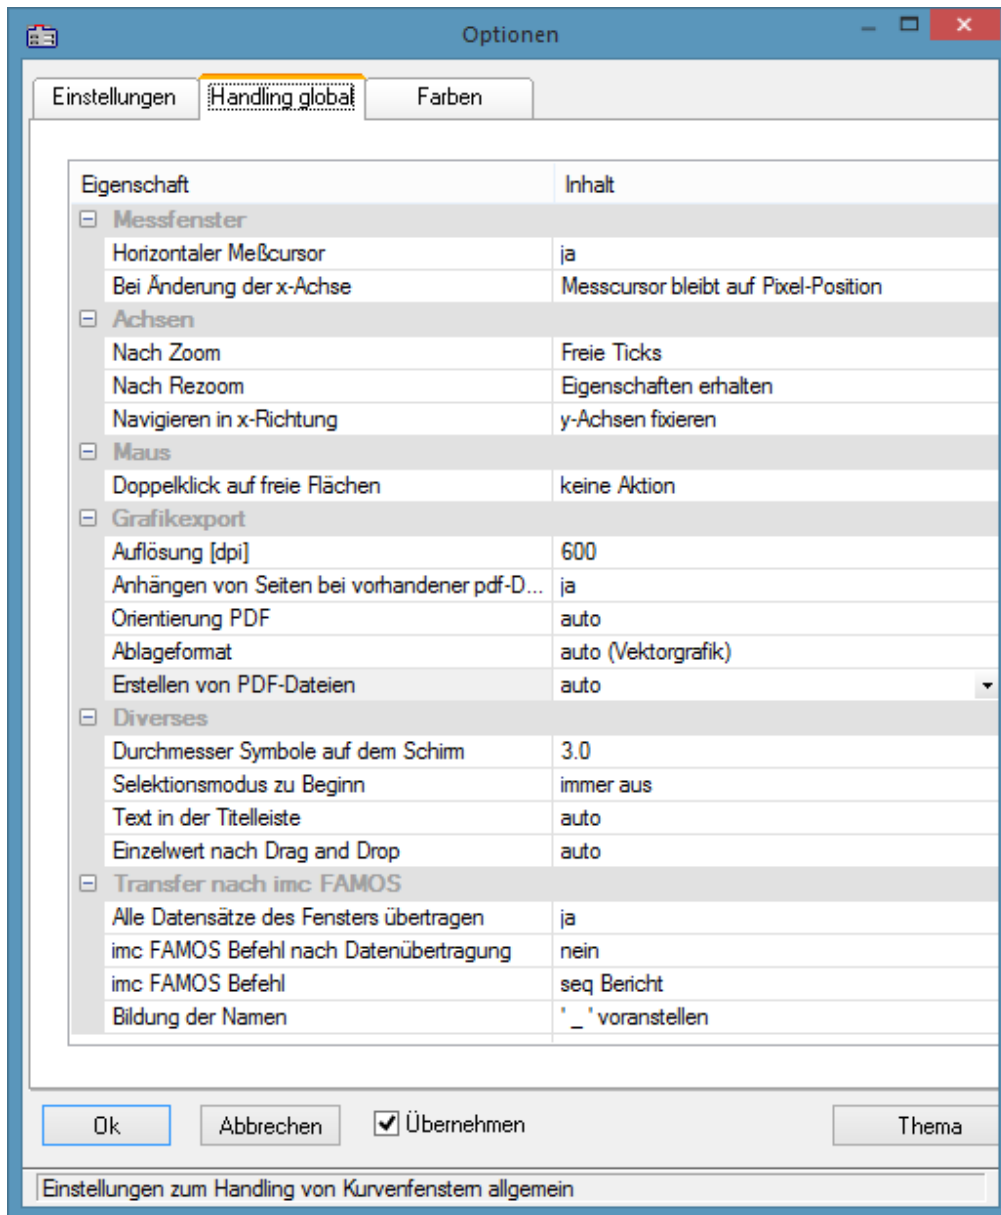 Optionen
Einstellungen Handling global Farben
Eigenschaft Inhalt
Messfenster
Horizontaler Meßcursor ja
Bei Änderung der x-Achse Messcursor bleibt auf Pixel-Position
Achsen
Nach Zoom Freie Ticks
Nach Rezoom Eigenschaften erhalten
Navigieren in x-Richtung y-Achsen fixieren
Maus
Doppelklick auf freie Flächen keine Aktion
Grafikexport
Auflösung [dpi] 600
Anhängen von Seiten bei vorhandener pdf-D... ja
Orientierung PDF auto
Ablageformat auto (Vektorgrafik)
Erstellen von PDF-Dateien auto
Diverses
Durchmesser Symbole auf dem Schirm 3.0
Selektionsmodus zu Beginn immer aus
Text in der Titelleiste auto
Einzelwert nach Drag and Drop auto
Transfer nach imc FAMOS
Alle Datensätze des Fensters übertragen ja
imc FAMOS Befehl nach Datenübertragung nein
imc FAMOS Befehl seq Bericht
Bildung der Namen ' _ ' voranstellen
Ok Abbrechen Übernehmen Thema
Einstellungen zum Handling von Kurvenfenstern allgemein